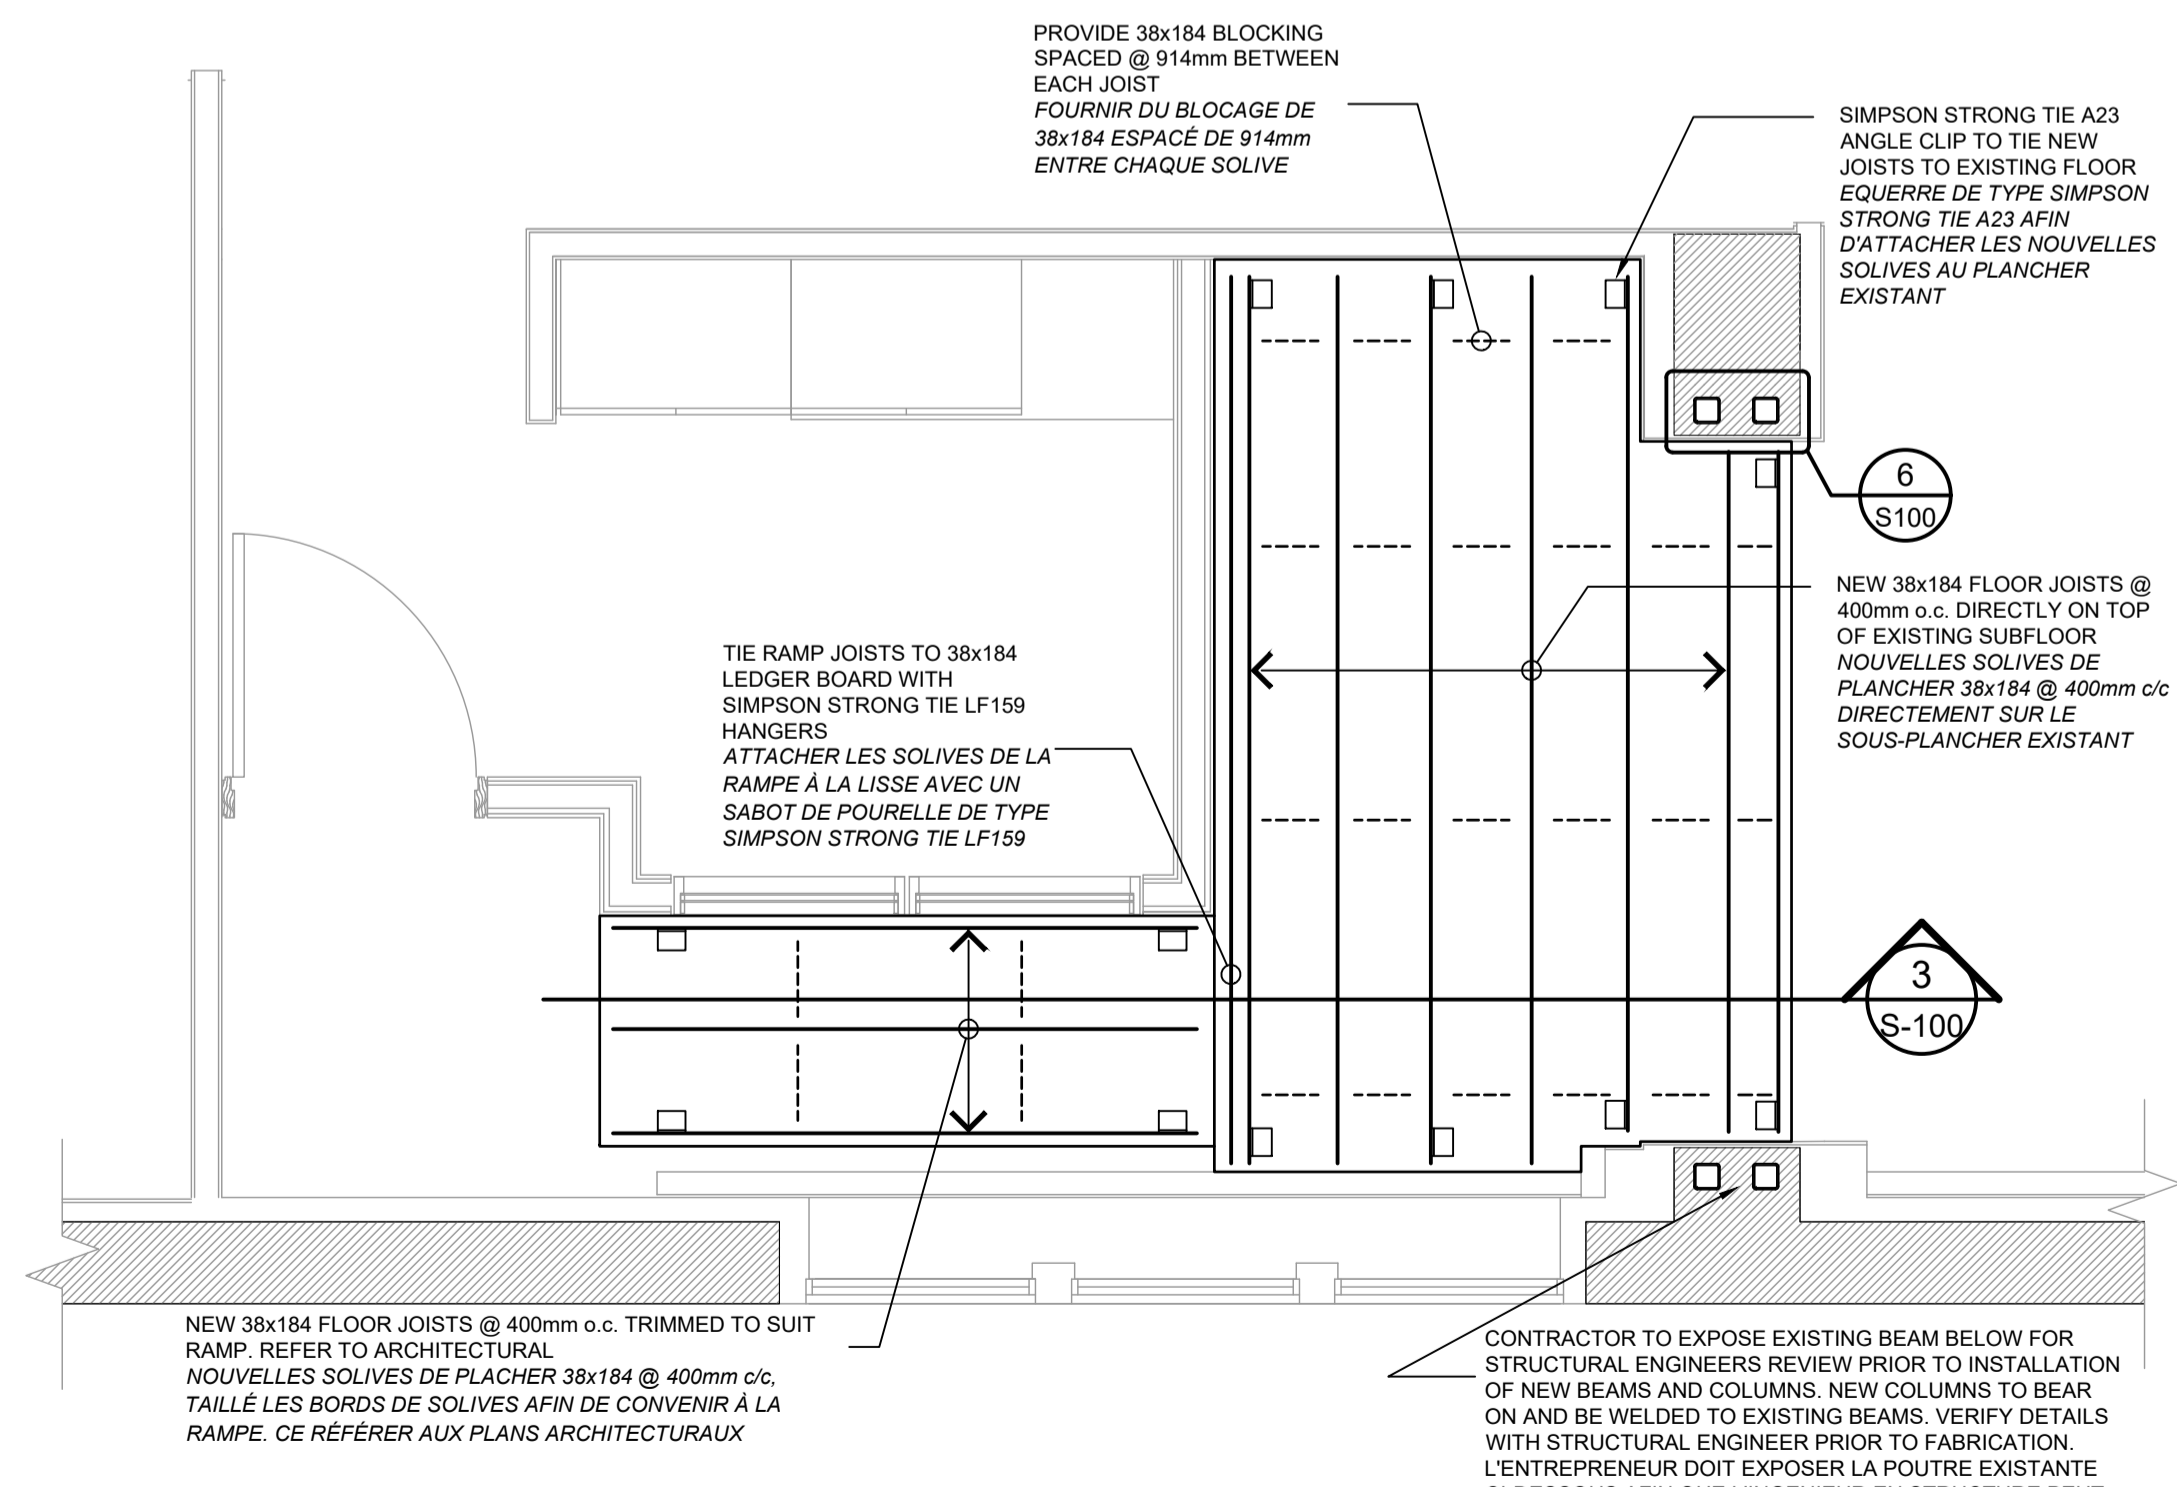 PROVIDE 38x184 BLOCKING
SPACED @ 914mm BETWEEN
EACH JOIST
FOURNIR DU BLOCAGE DE
38x184 ESPACÉ DE 914mm
ENTRE CHAQUE SOLIVE
SIMPSON STRONG TIE A23
ANGLE CLIP TO TIE NEW
JOISTS TO EXISTING FLOOR
EQUERRE DE TYPE SIMPSON
STRONG TIE A23 AFIN
D'ATTACHER LES NOUVELLES
SOLIVES AU PLANCHER
EXISTANT
6
S100
NEW 38x184 FLOOR JOISTS @
400mm o.c. DIRECTLY ON TOP
OF EXISTING SUBFLOOR
NOUVELLES SOLIVES DE
PLANCHER 38x184 @ 400mm c/c
DIRECTEMENT SUR LE
SOUS-PLANCHER EXISTANT
TIE RAMP JOISTS TO 38x184
LEDGER BOARD WITH
SIMPSON STRONG TIE LF159
HANGERS
ATTACHER LES SOLIVES DE LA
RAMPE À LA LISSE AVEC UN
SABOT DE POURELLE DE TYPE
SIMPSON STRONG TIE LF159
3
S-100
NEW 38x184 FLOOR JOISTS @ 400mm o.c. TRIMMED TO SUIT
RAMP. REFER TO ARCHITECTURAL
NOUVELLES SOLIVES DE PLACHER 38x184 @ 400mm c/c,
TAILLÉ LES BORDS DE SOLIVES AFIN DE CONVENIR À LA
RAMPE. CE RÉFÉRER AUX PLANS ARCHITECTURAUX
CONTRACTOR TO EXPOSE EXISTING BEAM BELOW FOR
STRUCTURAL ENGINEERS REVIEW PRIOR TO INSTALLATION
OF NEW BEAMS AND COLUMNS. NEW COLUMNS TO BEAR
ON AND BE WELDED TO EXISTING BEAMS. VERIFY DETAILS
WITH STRUCTURAL ENGINEER PRIOR TO FABRICATION.
L'ENTREPRENEUR DOIT EXPOSER LA POUTRE EXISTANTE